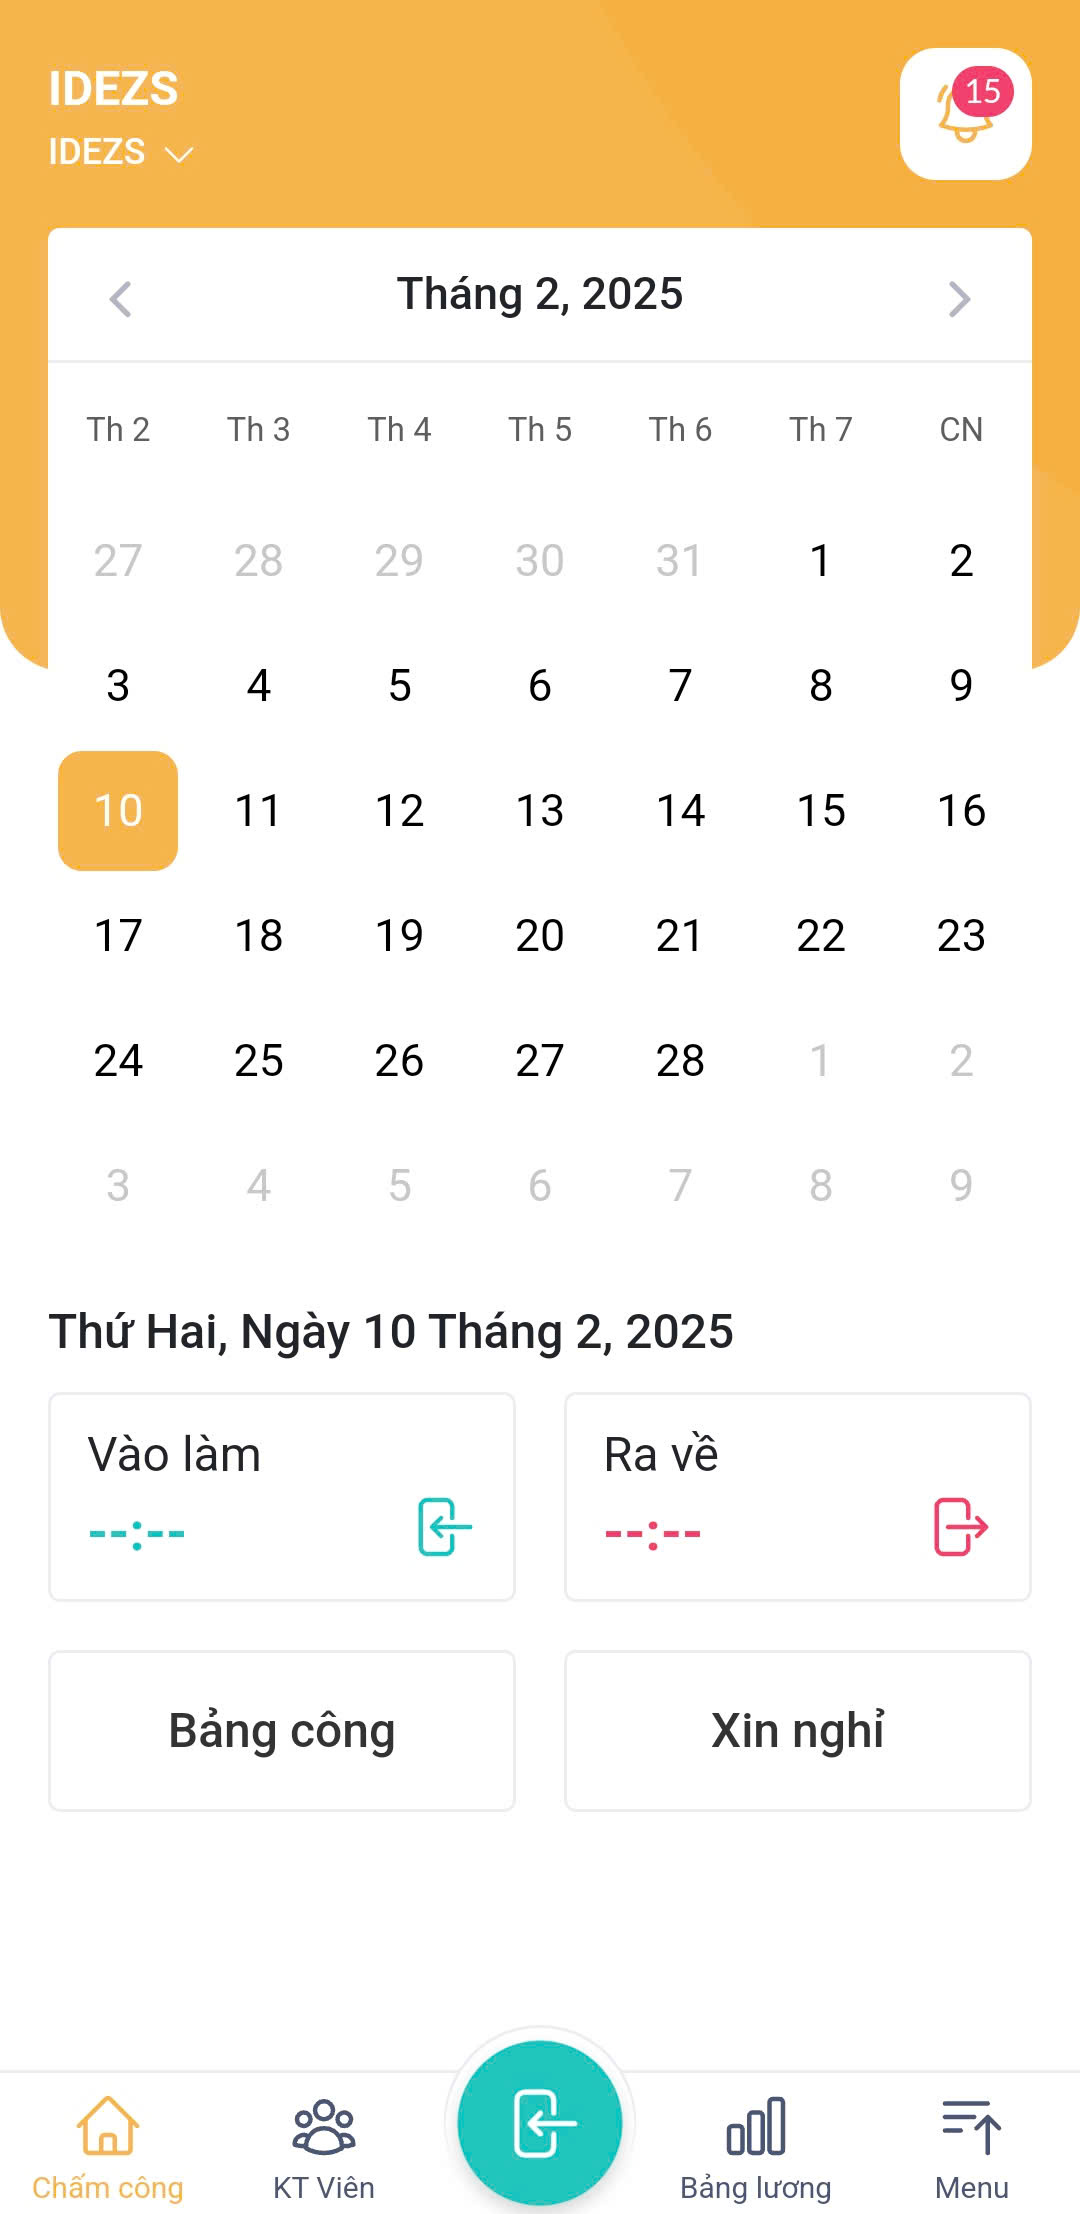 IDEZS
IDEZS
15
Tháng 2, 2025
Th 2 Th 3 Th 4 Th 5 Th 6 Th 7 CN
27 28 29 30 31 1 2
3 4 5 6 7 8 9
10 11 12 13 14 15 16
17 18 19 20 21 22 23
24 25 26 27 28 1 2
3 4 5 6 7 8 9
Thứ Hai, Ngày 10 Tháng 2, 2025
Vào làm
--:--
Ra về
--:--
Bảng công
Xin nghỉ
Chấm công
KT Viên
Bảng lương
Menu